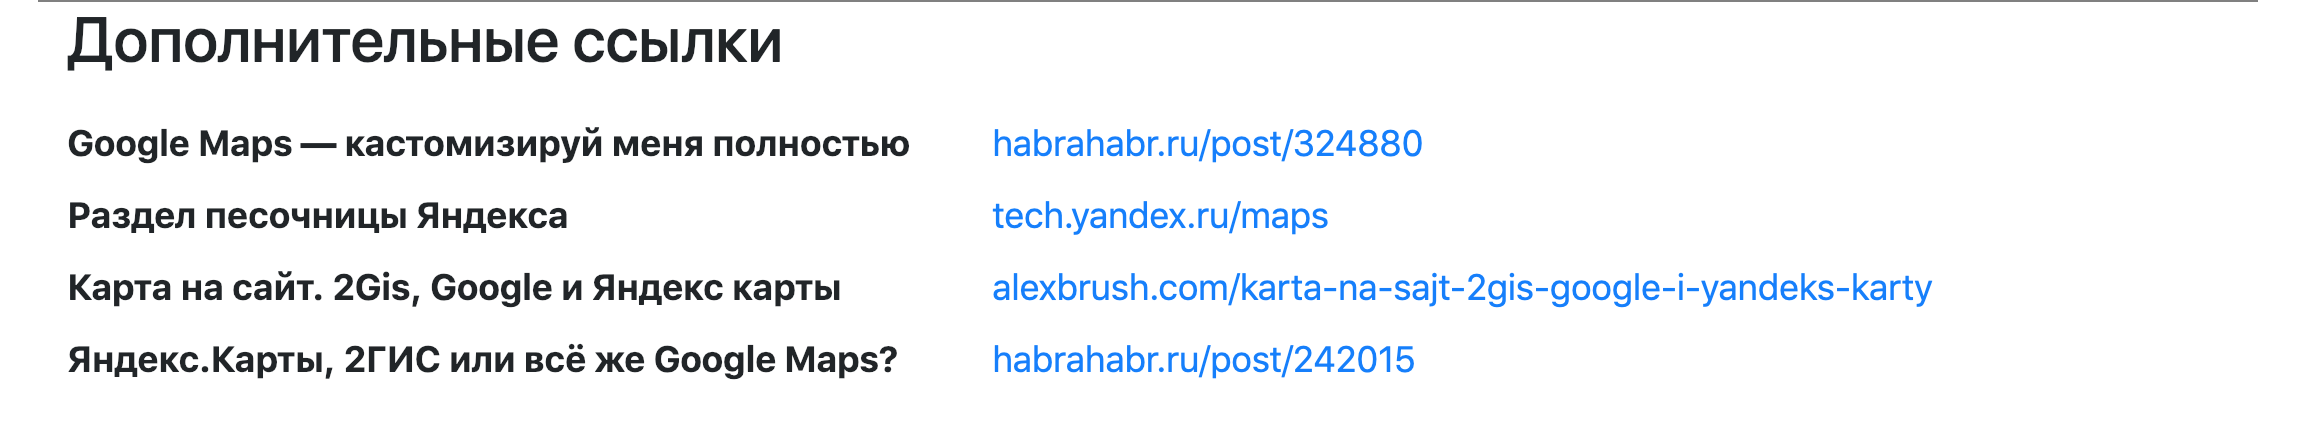 Дополнительные ссылки
Google Maps — кастомизируй меня полностью habrahabr.ru/post/324880
Раздел песочницы Яндекса tech.yandex.ru/maps
Карта на сайт. 2Gis, Google и Яндекс карты alexbrush.com/karta-na-sajt-2gis-google-i-yandeks-karty
Яндекс.Карты, 2ГИС или всё же Google Maps? habrahabr.ru/post/242015